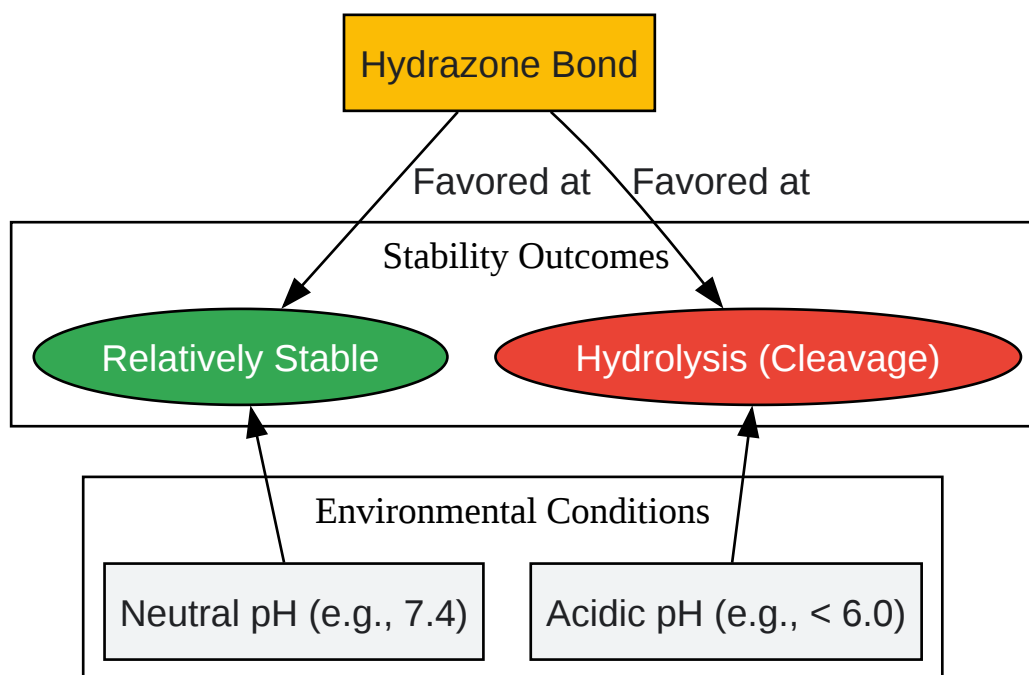 Hydrazone Bond
Favored at
Favored at
Stability Outcomes
Relatively Stable
Hydrolysis (Cleavage)
Environmental Conditions
Neutral pH (e.g., 7.4)
Acidic pH (e.g., < 6.0)